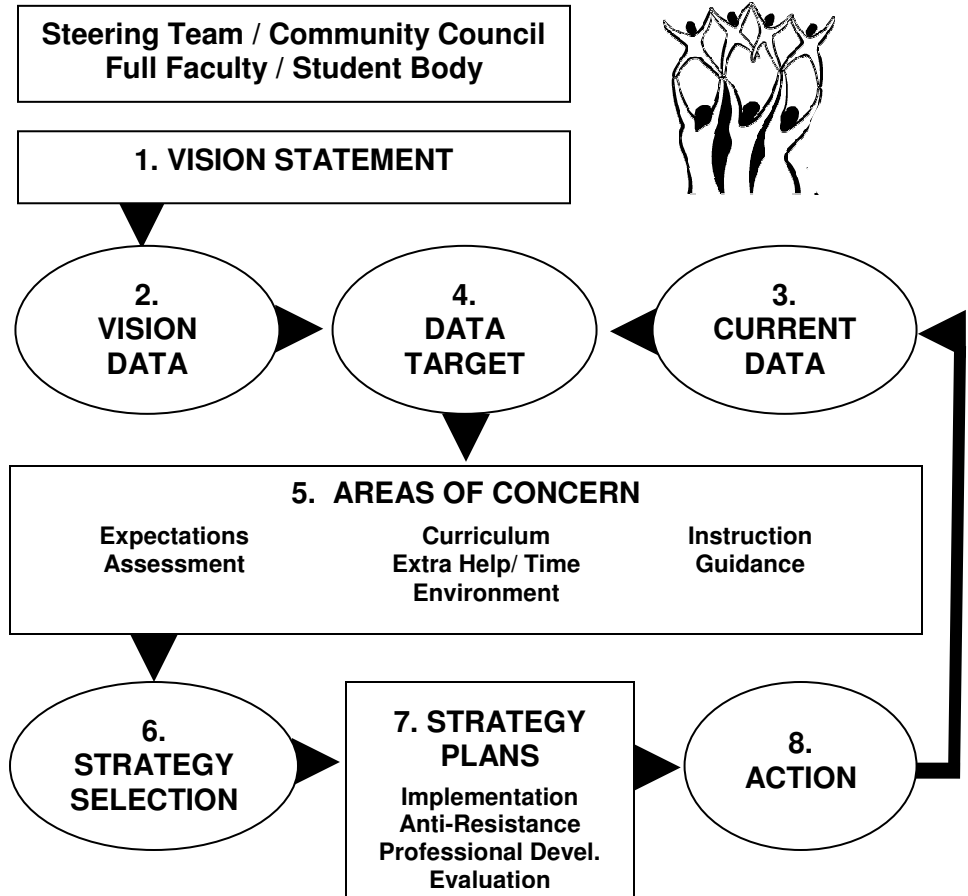 Steering Team / Community Council
Full Faculty / Student Body
1. VISION STATEMENT
2.
VISION
DATA
4.
DATA
TARGET
3.
CURRENT
DATA
5. AREAS OF CONCERN
Expectations
Assessment
Curriculum
Extra Help/ Time
Environment
Instruction
Guidance
6.
STRATEGY
SELECTION
7. STRATEGY
PLANS
Implementation
Anti-Resistance
Professional Devel.
Evaluation
8.
ACTION